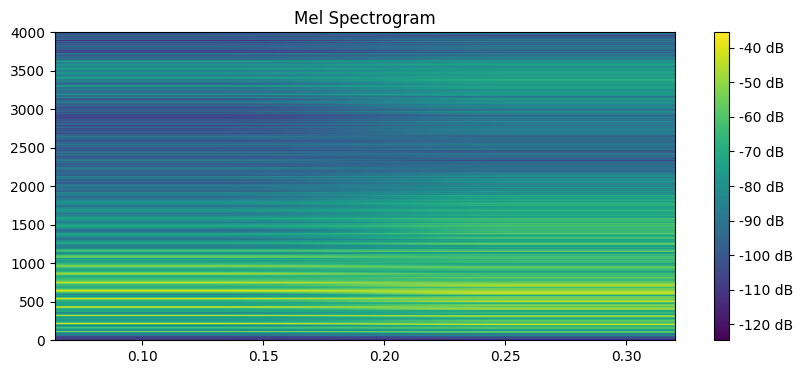 Mel Spectrogram
4000
3500
3000
2500
2000
1500
1000
500
0
0.10 0.15 0.20 0.25 0.30
-40 dB
-50 dB
-60 dB
-70 dB
-80 dB
-90 dB
-100 dB
-110 dB
-120 dB